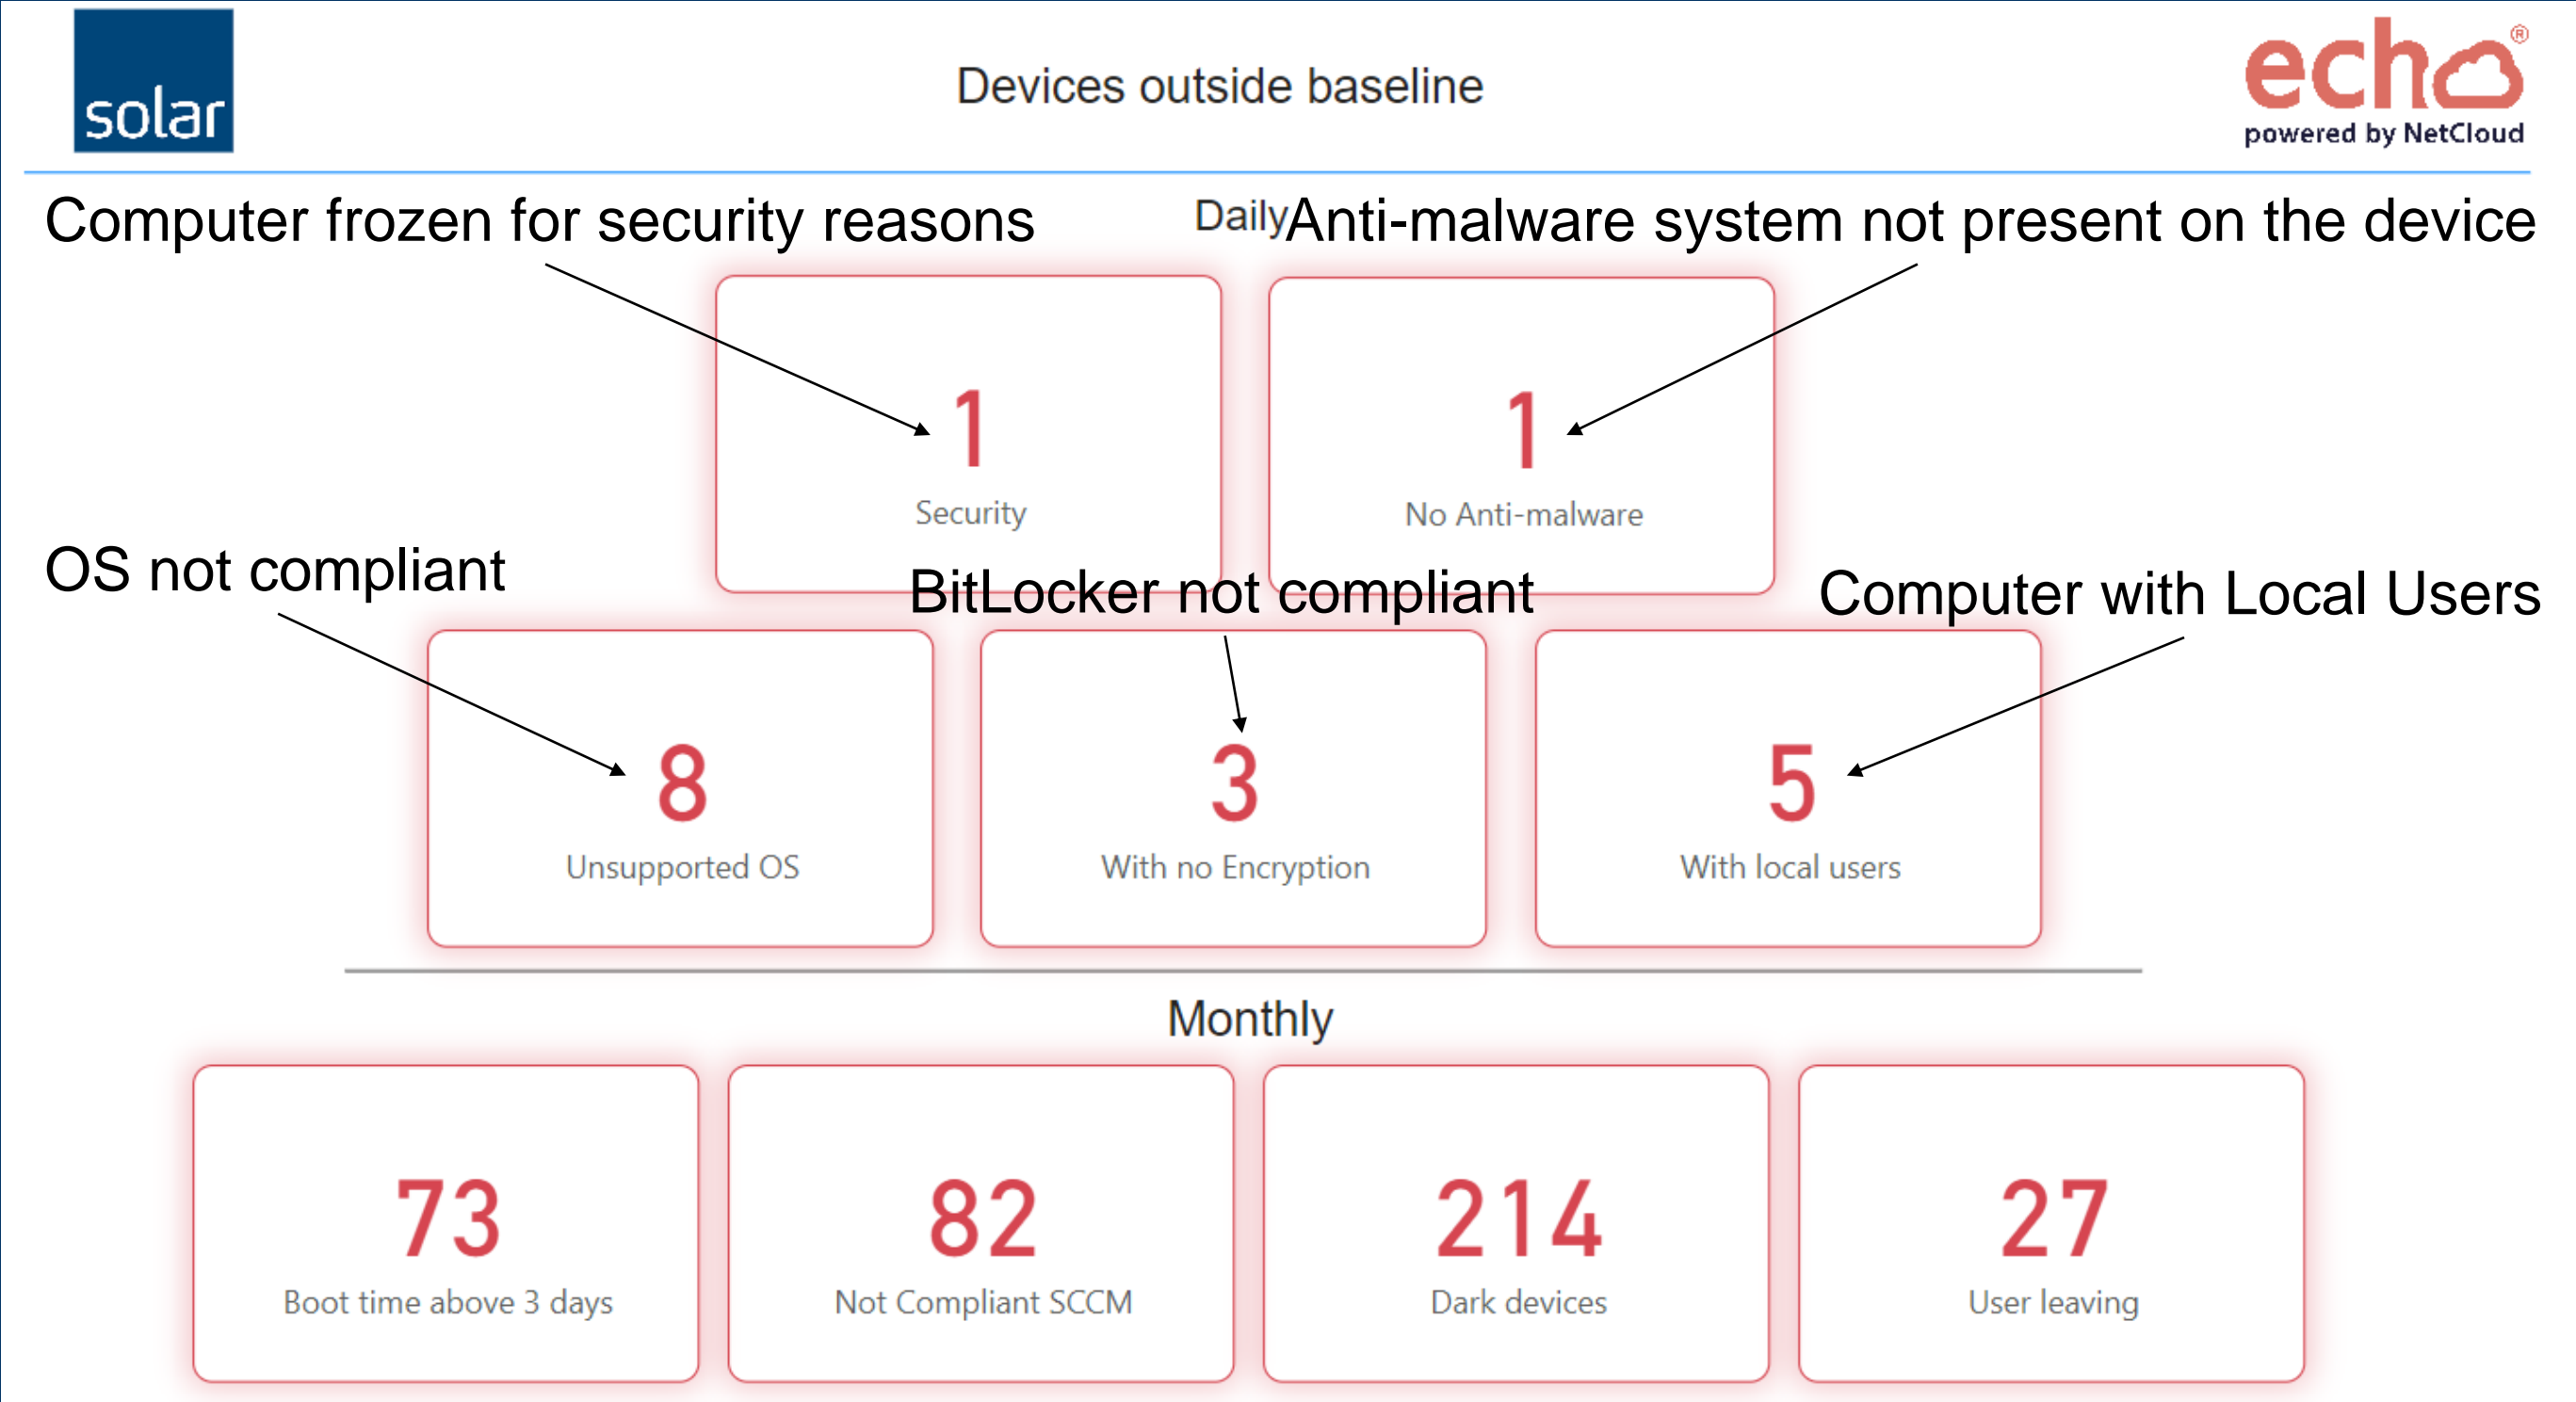 solar
Devices outside baseline
echo®
powered by NetCloud
Computer frozen for security reasons
Daily
Anti-malware system not present on the device
1
Security
1
No Anti-malware
OS not compliant
BitLocker not compliant
Computer with Local Users
8
Unsupported OS
3
With no Encryption
5
With local users
Monthly
73
Boot time above 3 days
82
Not Compliant SCCM
214
Dark devices
27
User leaving